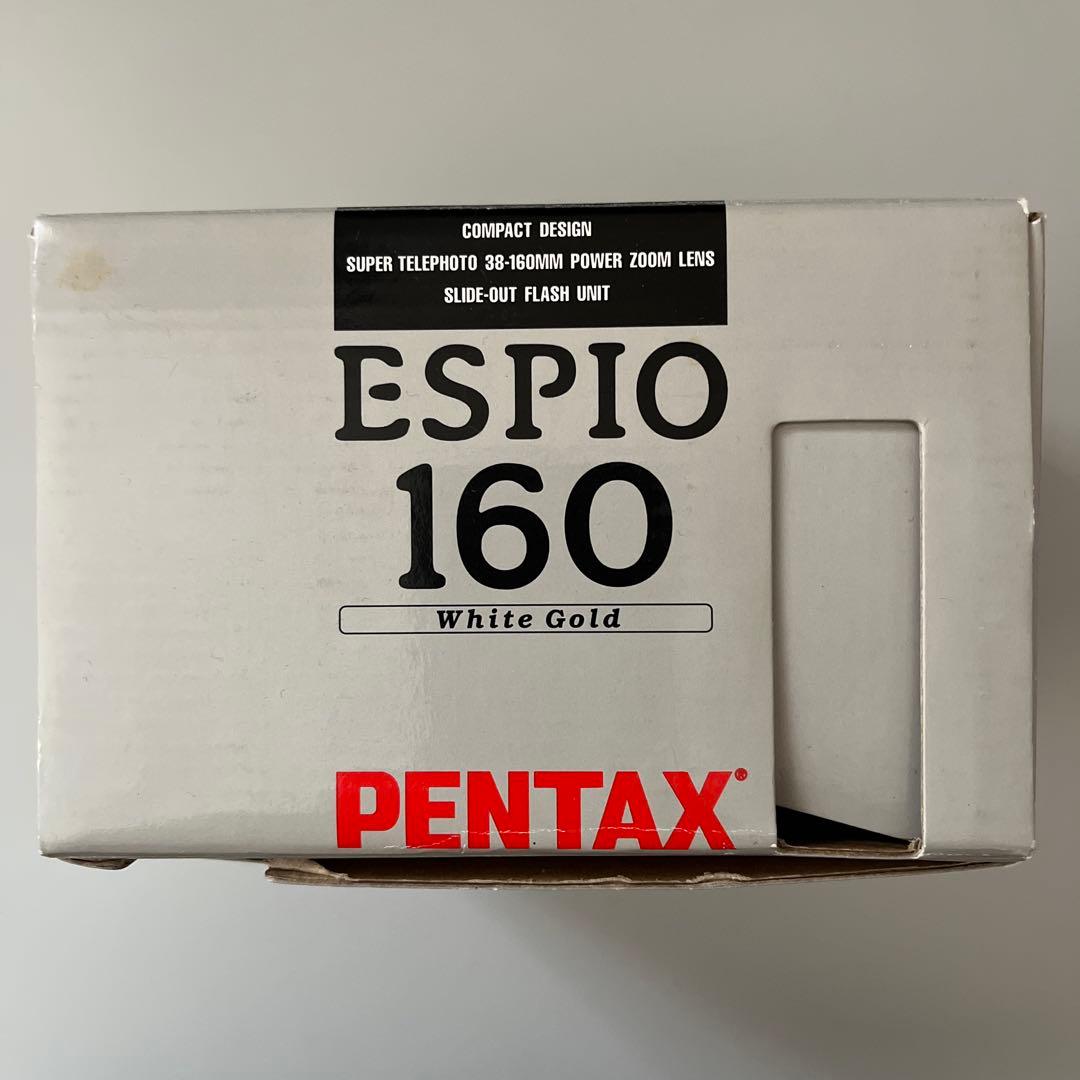 COMPACT DESIGN
SUPER TELEPHOTO 38-160MM POWER ZOOM LENS
SLIDE-OUT FLASH UNIT
ESPIO
160
White Gold
PENTAX®